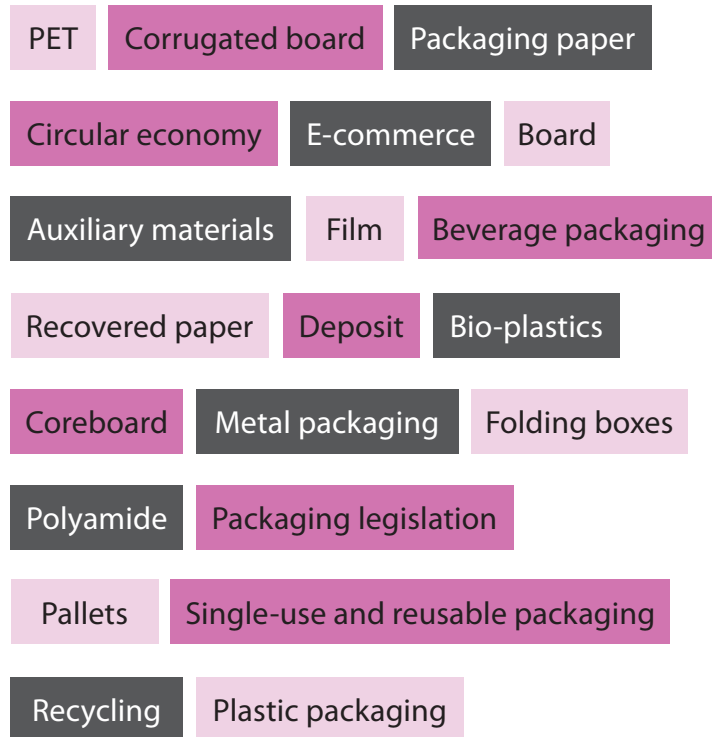 PET Corrugated board Packaging paper
Circular economy E-commerce Board
Auxiliary materials Film Beverage packaging
Recovered paper Deposit Bio-plastics
Coreboard Metal packaging Folding boxes
Polyamide Packaging legislation
Pallets Single-use and reusable packaging
Recycling Plastic packaging